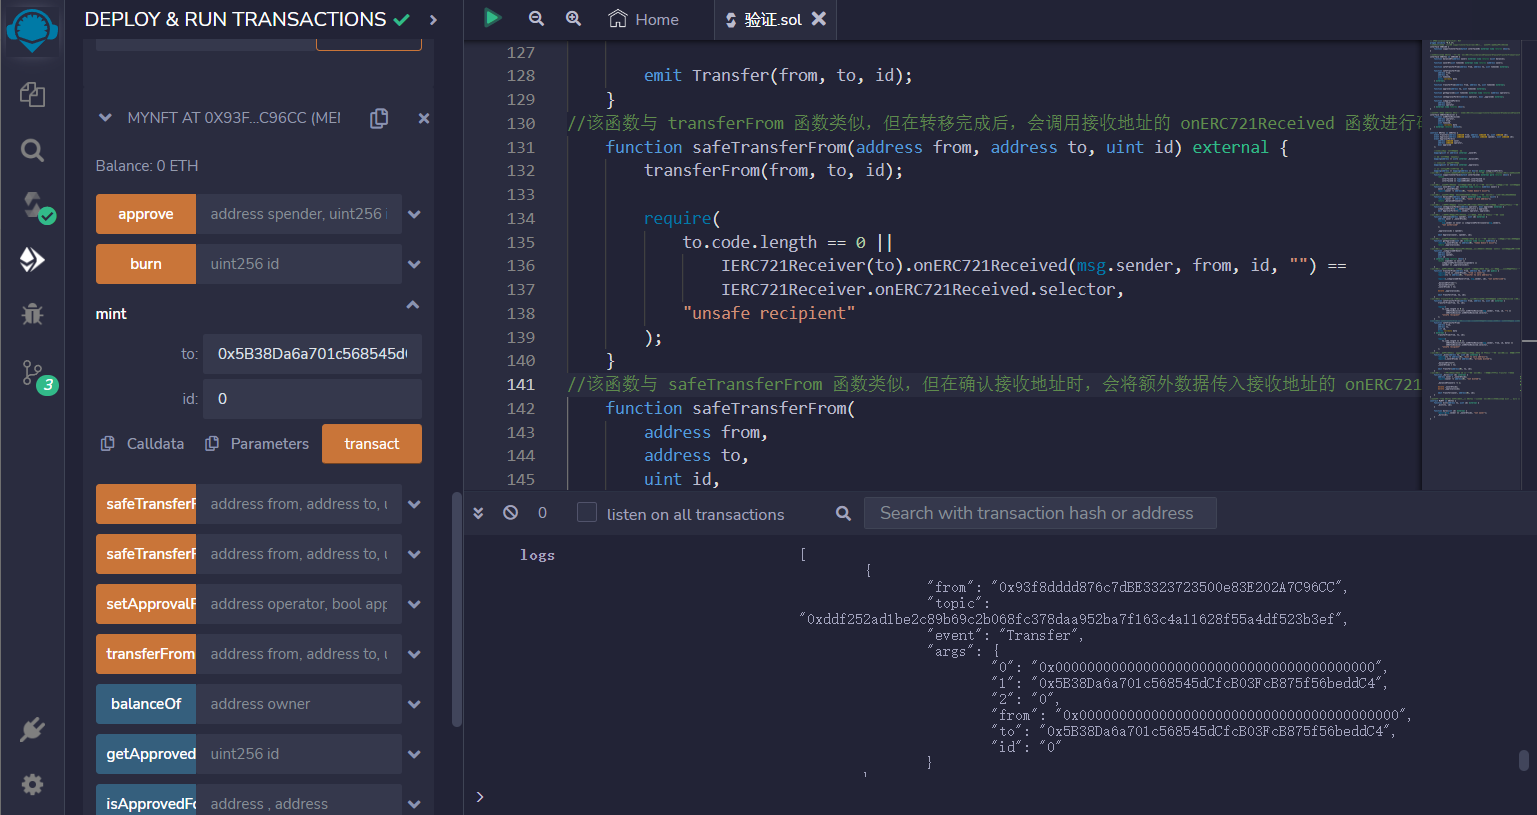 DEPLOY & RUN TRANSACTIONS
MYNFT AT 0X93F...C96CC (MEI
Balance: 0 ETH
approve address spender, uint256 i
burn uint256 id
mint
to: 0x5B38Da6a701c568545d
id: 0
Calldata Parameters transact
safeTransferF address from, address to, u
safeTransferF address from, address to, u
setApprovalF address operator, bool app
transferFrom address from, address to, u
balanceOf address owner
getApproved uint256 id
isApprovedFo address , address
3
Home 验证.sol
127
128 emit Transfer(from, to, id);
129 }
130 //该函数与 transferFrom 函数类似，但在转移完成后，会调用接收地址的 onERC721Received 函数进行
131 function safeTransferFrom(address from, address to, uint id) external {
132 transferFrom(from, to, id);
133
134 require(
135 to.code.length == 0 ||
136 IERC721Receiver(to).onERC721Received(msg.sender, from, id, "") ==
137 IERC721Receiver.onERC721Received.selector,
138 "unsafe recipient"
139 );
140 }
141 //该函数与 safeTransferFrom 函数类似，但在确认接收地址时，会将额外数据传入接收地址的 onERC721
142 function safeTransferFrom(
143 address from,
144 address to,
145 uint id,
0 listen on all transactions Search with transaction hash or address
logs [
{
"from": "0x93f8dddd876c7dBE3323723500e83E202A7C96CC",
"topic":
"0xddf252ad1be2c89b69c2b068fc378daa952ba7f163c4a11628f55a4df523b3ef",
"event": "Transfer",
"args": {
"0": "0x0000000000000000000000000000000000000000",
"1": "0x5B38Da6a701c568545dCfcB03FcB875f56beddC4",
"2": "0",
"from": "0x0000000000000000000000000000000000000000",
"to": "0x5B38Da6a701c568545dCfcB03FcB875f56beddC4",
"id": "0"
}
>